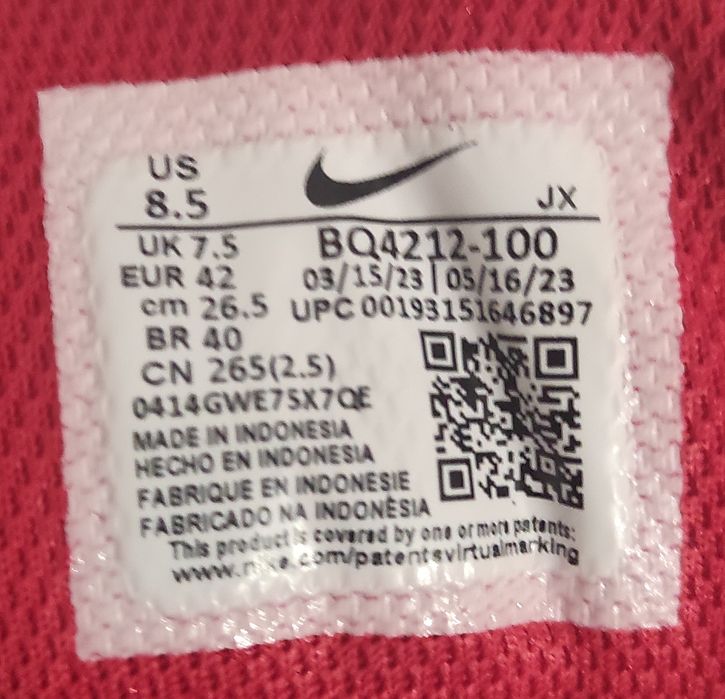 US
8.5
JX
UK 7.5
BQ4212-100
EUR 42
03/15/23 | 05/16/23
cm 26.5
UPC 00193151646897
BR 40
CN 265(2.5)
0414GWE75X7QE
MADE IN INDONESIA
HECHO EN INDONESIA
FABRIQUE EN INDONESIE
FABRICADO NA INDONÉSIA
This product is covered by one or more patents:
www.nike.com/patentsvirtualmarking